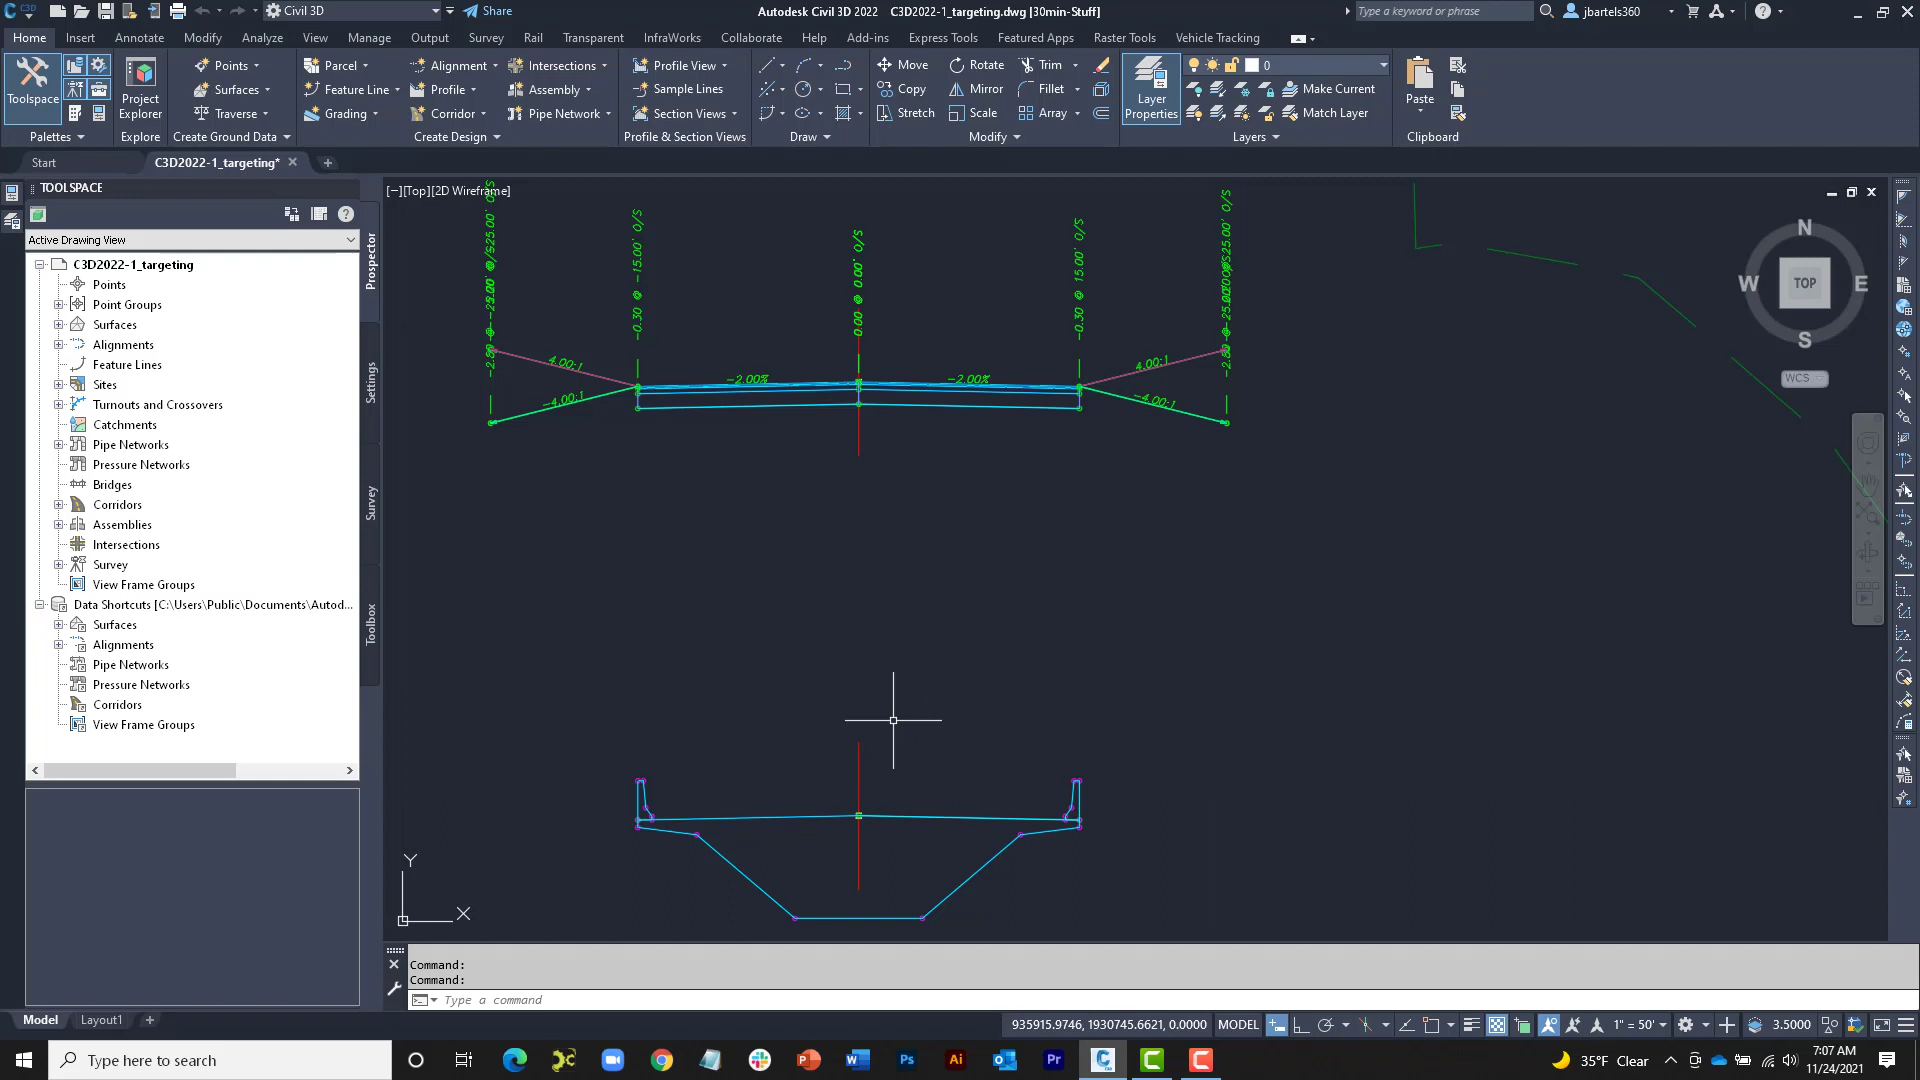 Civil 3D
Share
Autodesk Civil 3D 2022 C3D2022-1_targeting.dwg [30min-Stuff]
Type a keyword or phrase
jbartels360
Home Insert Annotate Modify Analyze View Manage Output Survey Rail Transparent InfraWorks Collaborate Help Add-ins Express Tools Featured Apps Raster Tools Vehicle Tracking
Toolspace
Project Explorer
Points
Surfaces
Traverse
Parcel
Feature Line
Grading
Alignment
Profile
Corridor
Intersections
Assembly
Pipe Network
Profile View
Sample Lines
Section Views
Move
Copy
Stretch
Rotate
Mirror
Scale
Trim
Fillet
Array
Layer Properties
0
Make Current
Match Layer
Paste
Palettes
Explore
Create Ground Data
Create Design
Profile & Section Views
Draw
Modify
Layers
Clipboard
Start
C3D2022-1_targeting*
TOOLSPACE
Active Drawing View
C3D2022-1_targeting
Points
Point Groups
Surfaces
Alignments
Feature Lines
Sites
Turnouts and Crossovers
Catchments
Pipe Networks
Pressure Networks
Bridges
Corridors
Assemblies
Intersections
Survey
View Frame Groups
Data Shortcuts [C:\Users\Public\Documents\Autod...
Surfaces
Alignments
Pipe Networks
Pressure Networks
Corridors
View Frame Groups
Prospector
Settings
Survey
Toolbox
[−][Top][2D Wireframe]
-0.30 @ -15.00' O/S
0.00 @ 0.00' O/S
-0.30 @ 15.00' O/S
4.00:1
-4.00:1
-2.00%
-2.00%
4.00:1
-4.00:1
N
W
TOP
E
S
WCS
Y
X
Command:
Command:
Type a command
Model
Layout1
935915.9746, 1930745.6621, 0.0000
MODEL
1" = 50'
3.5000
Type here to search
35°F Clear
7:07 AM
11/24/2021